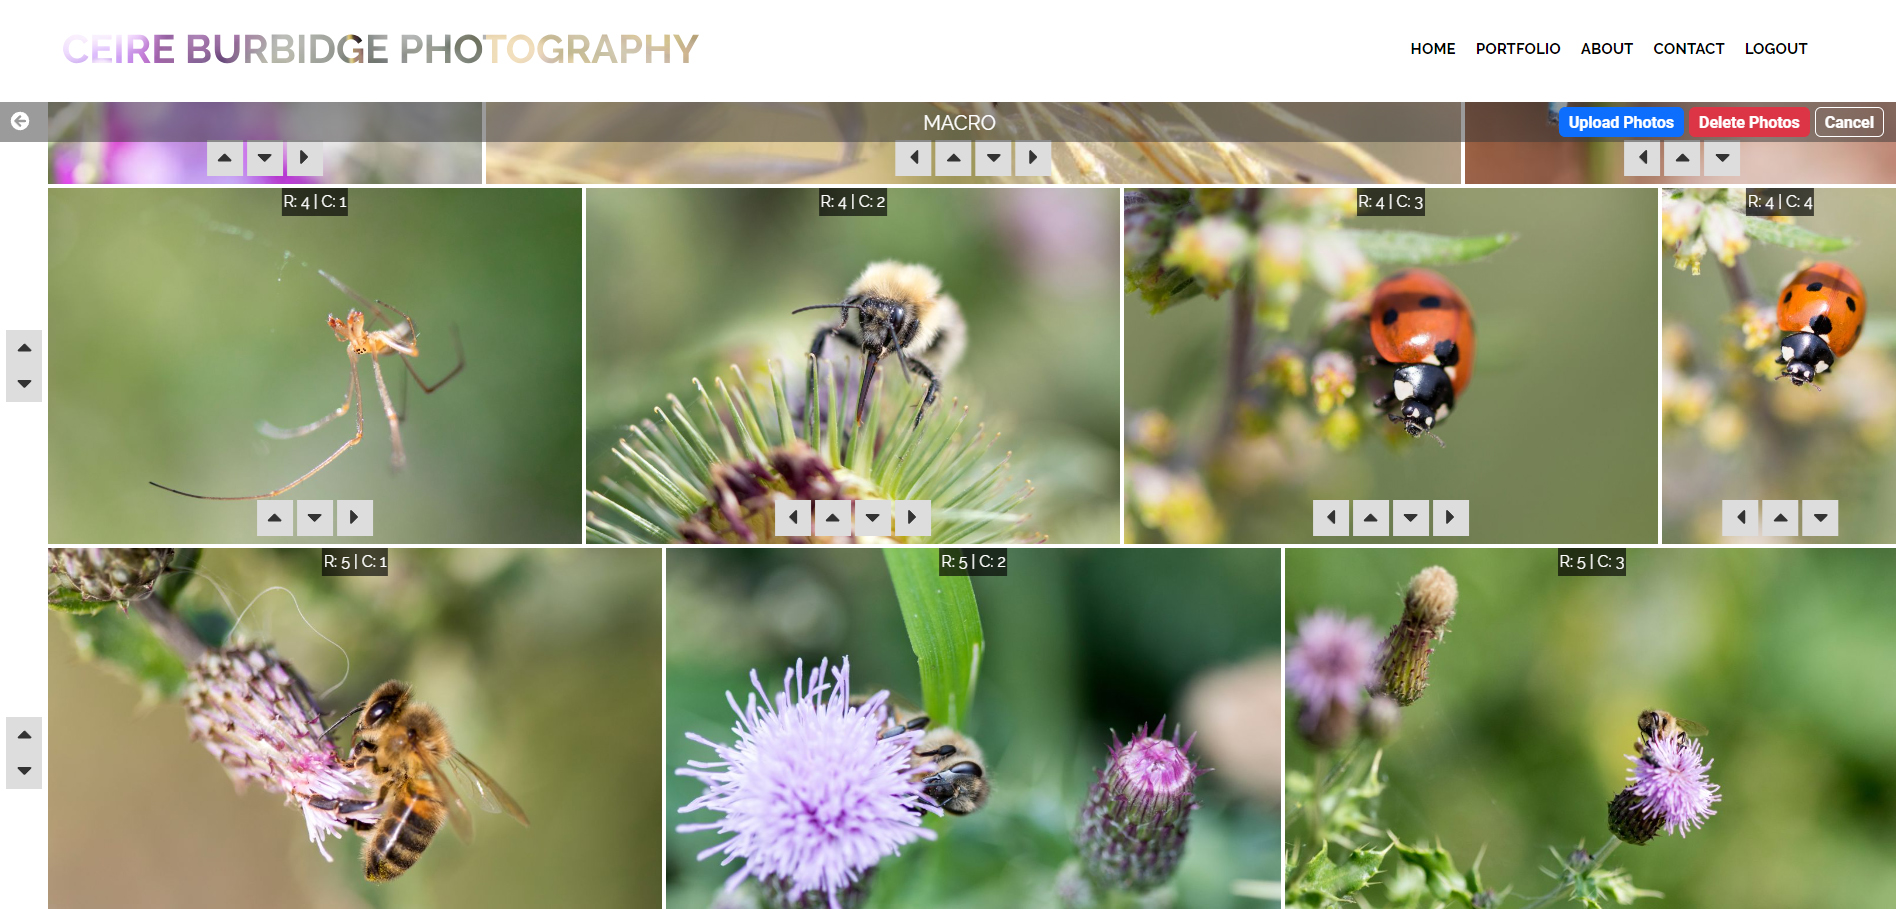 CEIRE BURBIDGE PHOTOGRAPHY
HOME PORTFOLIO ABOUT CONTACT LOGOUT
MACRO
Upload Photos Delete Photos Cancel
R: 4 | C: 1
R: 4 | C: 2
R: 4 | C: 3
R: 4 | C: 4
R: 5 | C: 1
R: 5 | C: 2
R: 5 | C: 3